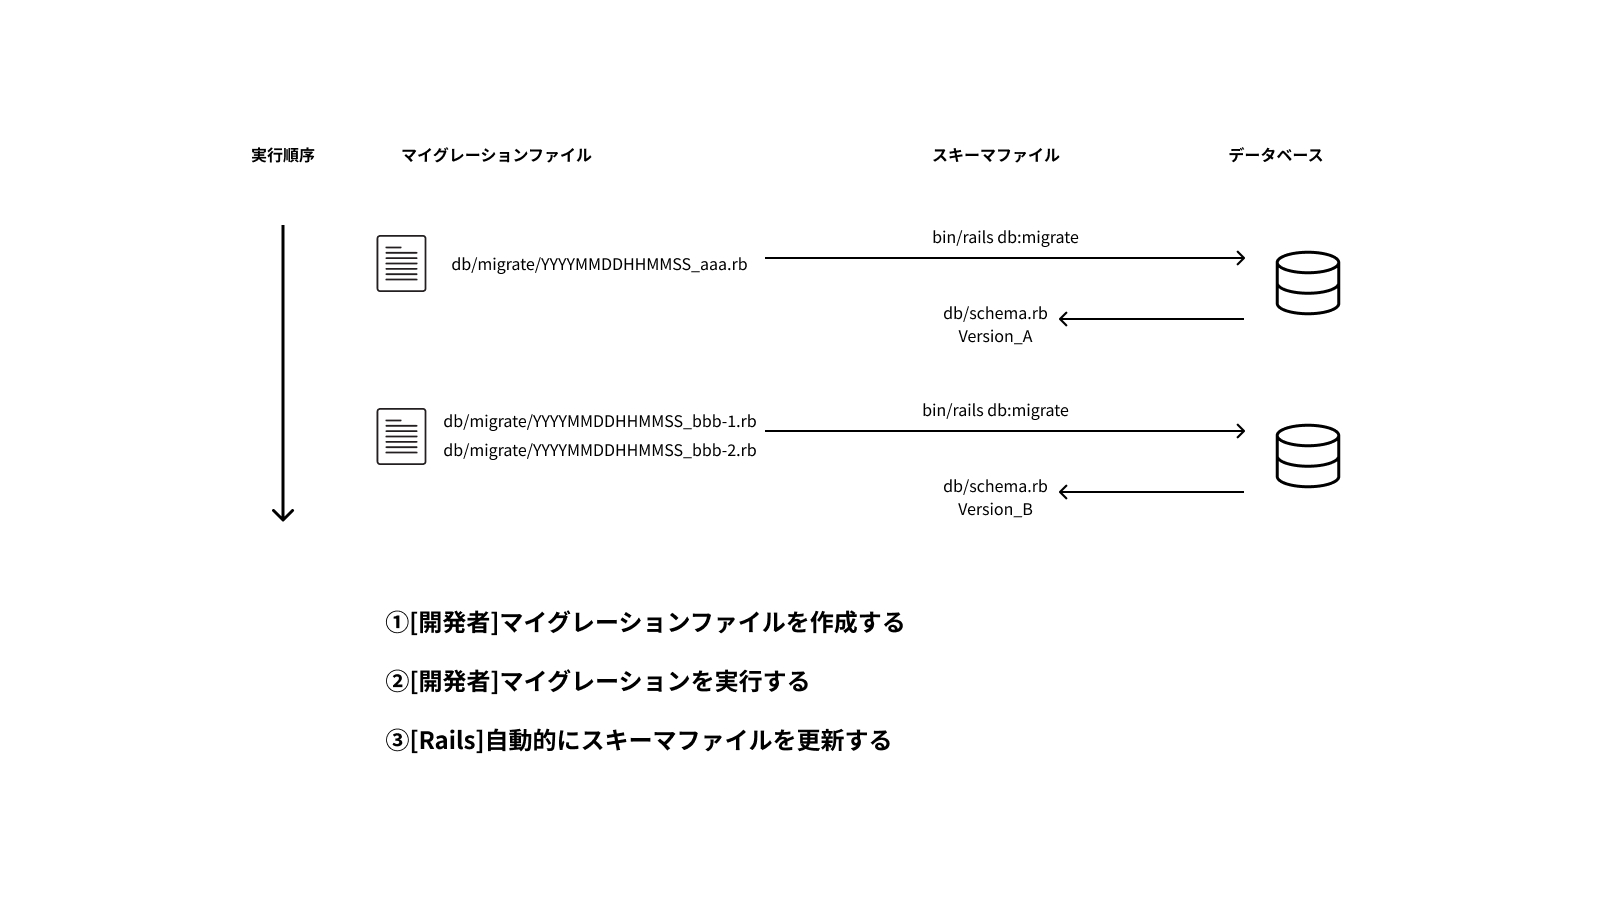 実行順序
マイグレーションファイル
スキーマファイル
データベース
db/migrate/YYYYMMDDHHMMSS_aaa.rb
bin/rails db:migrate
db/schema.rb
Version_A
db/migrate/YYYYMMDDHHMMSS_bbb-1.rb
db/migrate/YYYYMMDDHHMMSS_bbb-2.rb
bin/rails db:migrate
db/schema.rb
Version_B
①[開発者]マイグレーションファイルを作成する
②[開発者]マイグレーションを実行する
③[Rails]自動的にスキーマファイルを更新する